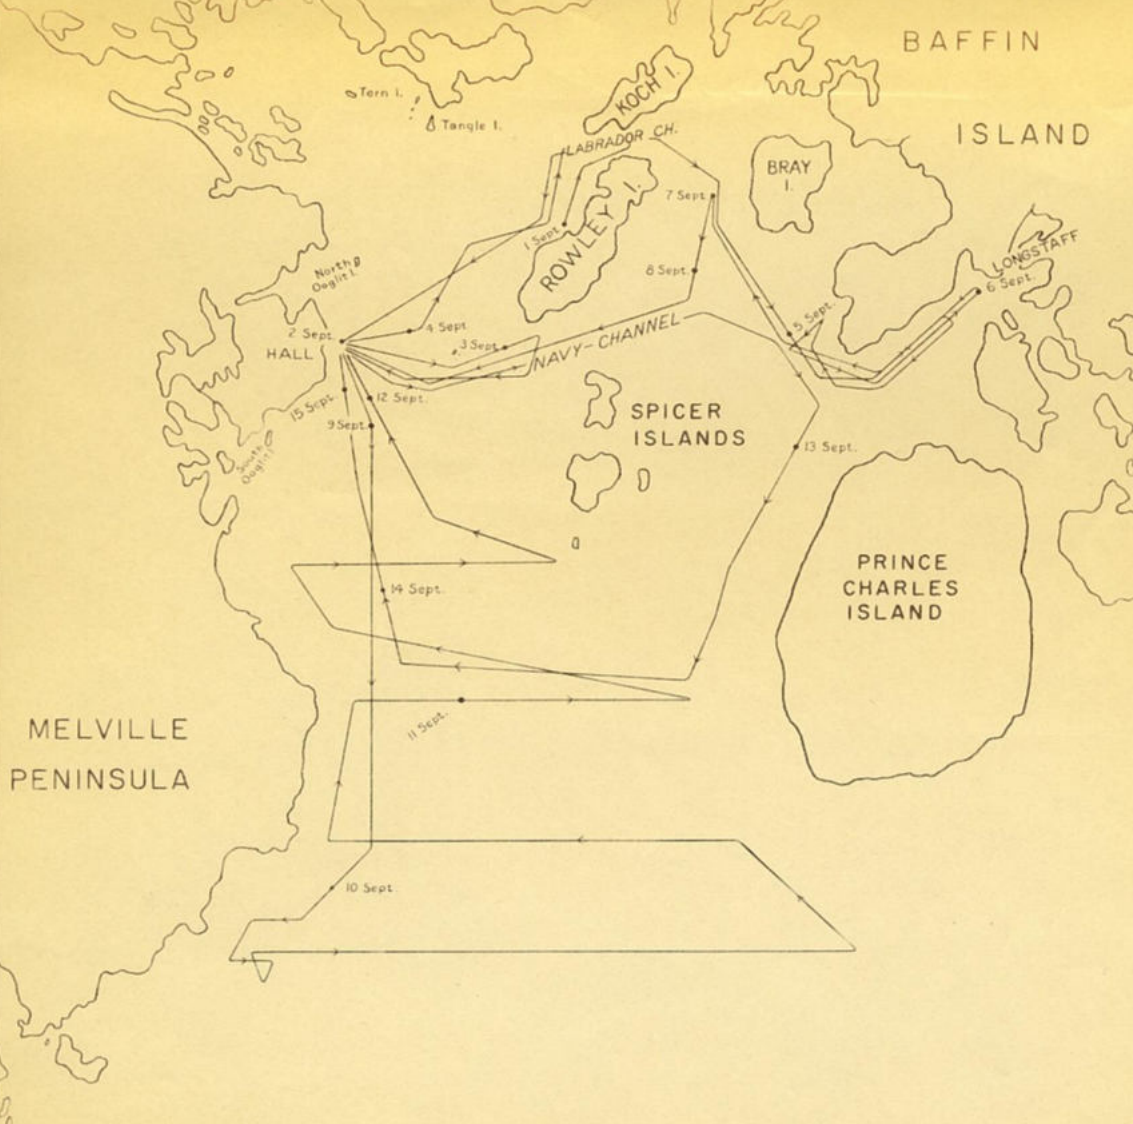 BAFFIN
ISLAND
Tern I.
Tangle I.
KOCH I.
LABRADOR CH.
BRAY
I.
ROWLEY I.
7 Sept.
1 Sept.
LONGSTAFF
6 Sept.
North
Ooglit I.
8 Sept.
5 Sept.
2 Sept.
HALL
4 Sept.
3 Sept.
NAVY-CHANNEL
15 Sept.
12 Sept.
9 Sept.
SPICER
ISLANDS
13 Sept.
South
Ooglit I.
14 Sept.
PRINCE
CHARLES
ISLAND
11 Sept.
MELVILLE
PENINSULA
10 Sept.